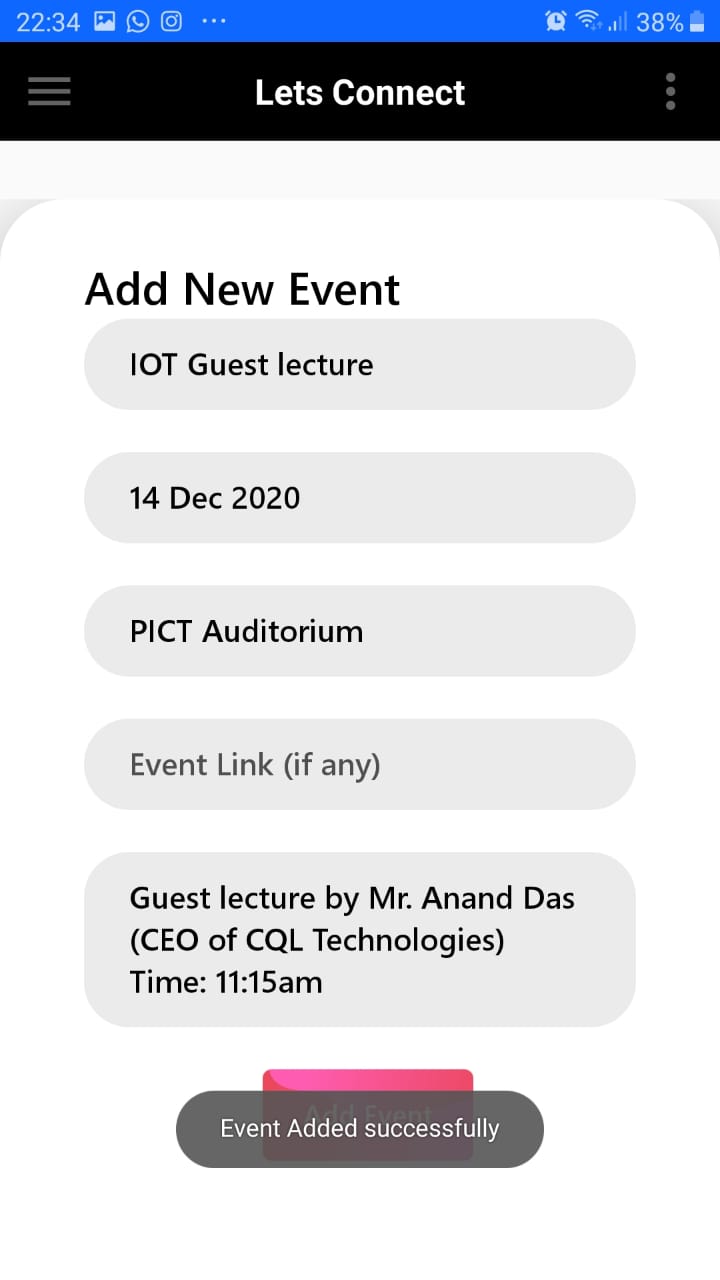 22:34
38%
Lets Connect
Add New Event
IOT Guest lecture
14 Dec 2020
PICT Auditorium
Event Link (if any)
Guest lecture by Mr. Anand Das
(CEO of CQL Technologies)
Time: 11:15am
Add Event
Event Added successfully